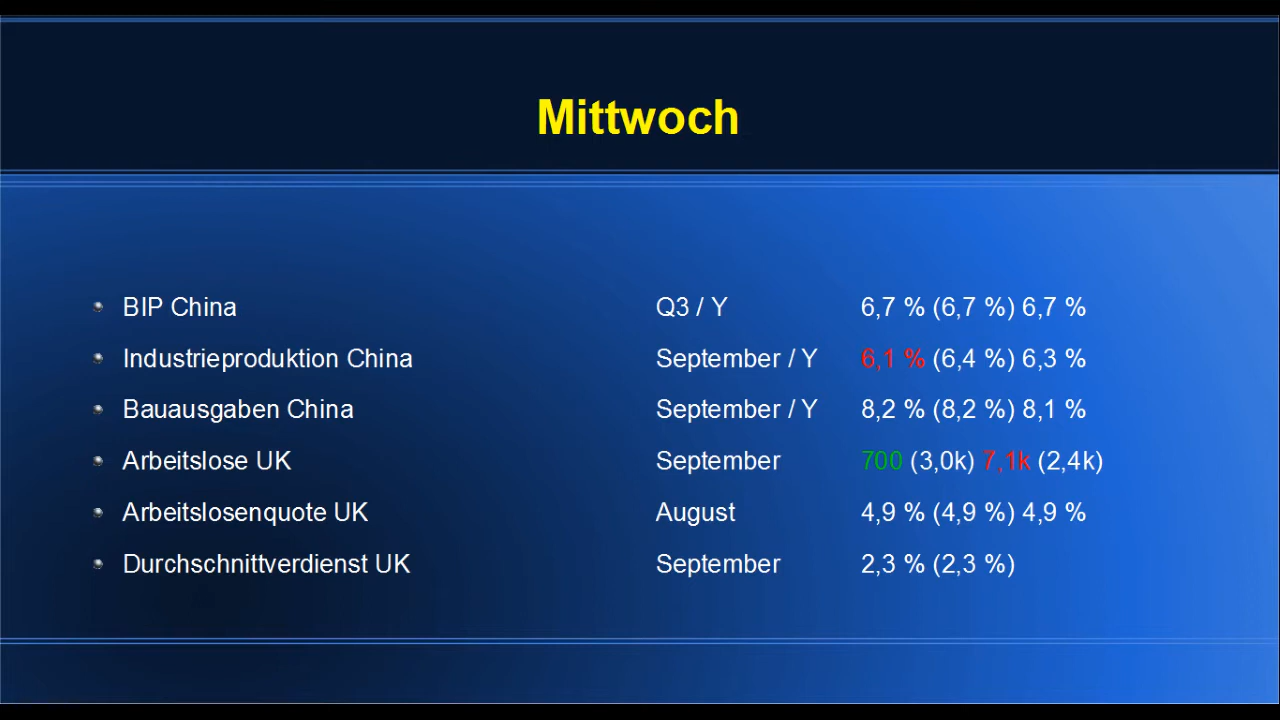 Mittwoch
BIP China Q3 / Y 6,7 % (6,7 %) 6,7 %
Industrieproduktion China September / Y 6,1 % (6,4 %) 6,3 %
Bauausgaben China September / Y 8,2 % (8,2 %) 8,1 %
Arbeitslose UK September 700 (3,0k) 7,1k (2,4k)
Arbeitslosenquote UK August 4,9 % (4,9 %) 4,9 %
Durchschnittverdienst UK September 2,3 % (2,3 %)